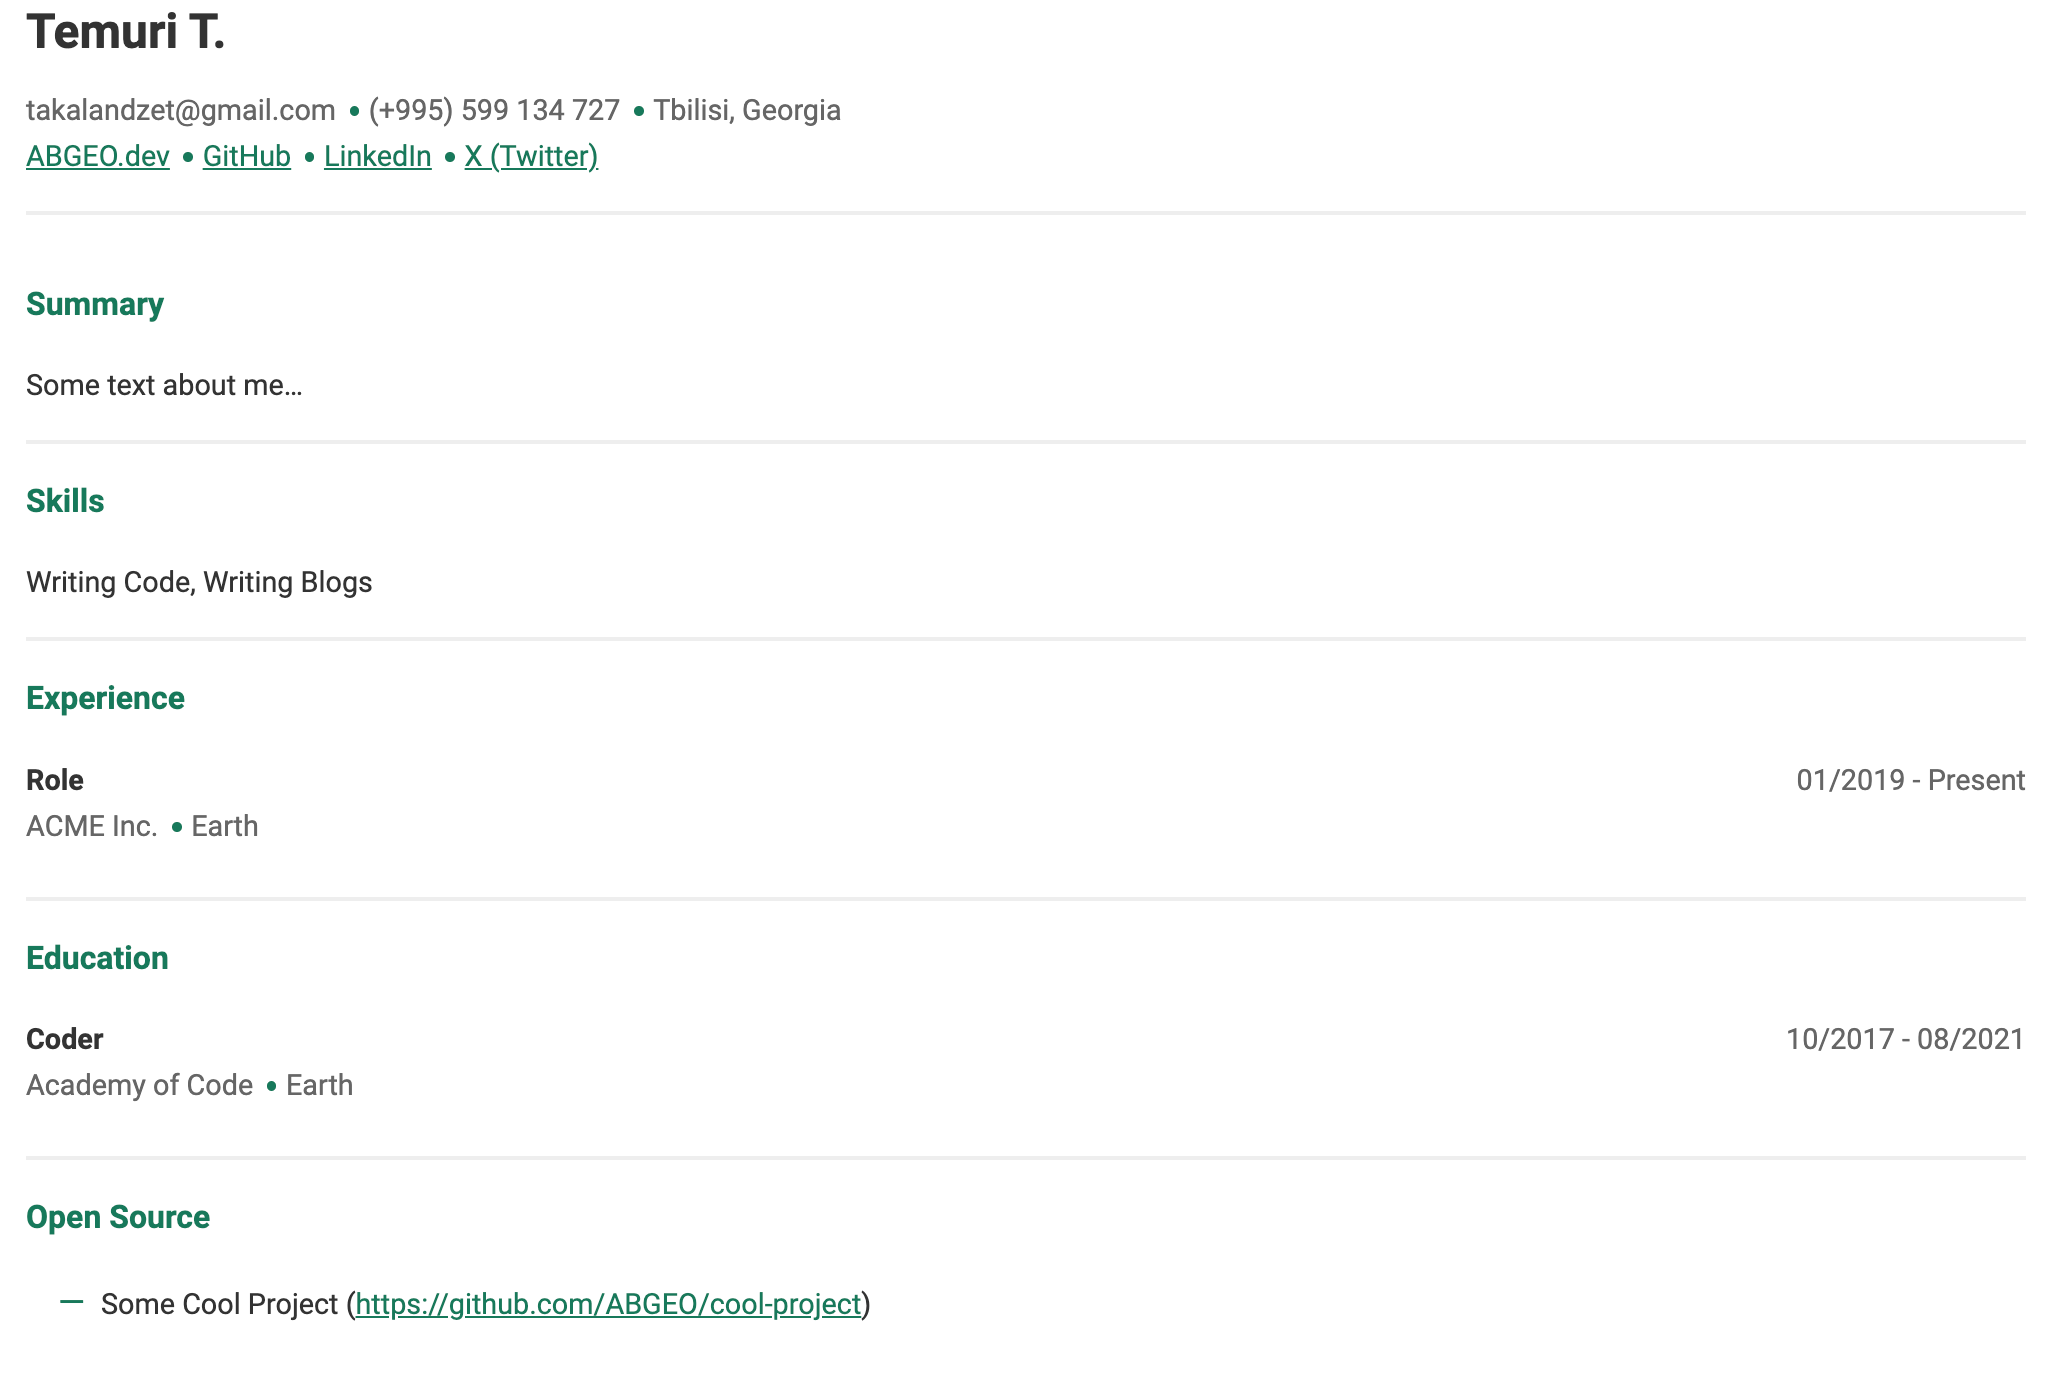 Temuri T.
takalandzet@gmail.com • (+995) 599 134 727 • Tbilisi, Georgia
ABGEO.dev • GitHub • LinkedIn • X (Twitter)
Summary
Some text about me…
Skills
Writing Code, Writing Blogs
Experience
Role 01/2019 - Present
ACME Inc. • Earth
Education
Coder 10/2017 - 08/2021
Academy of Code • Earth
Open Source
— Some Cool Project (https://github.com/ABGEO/cool-project)